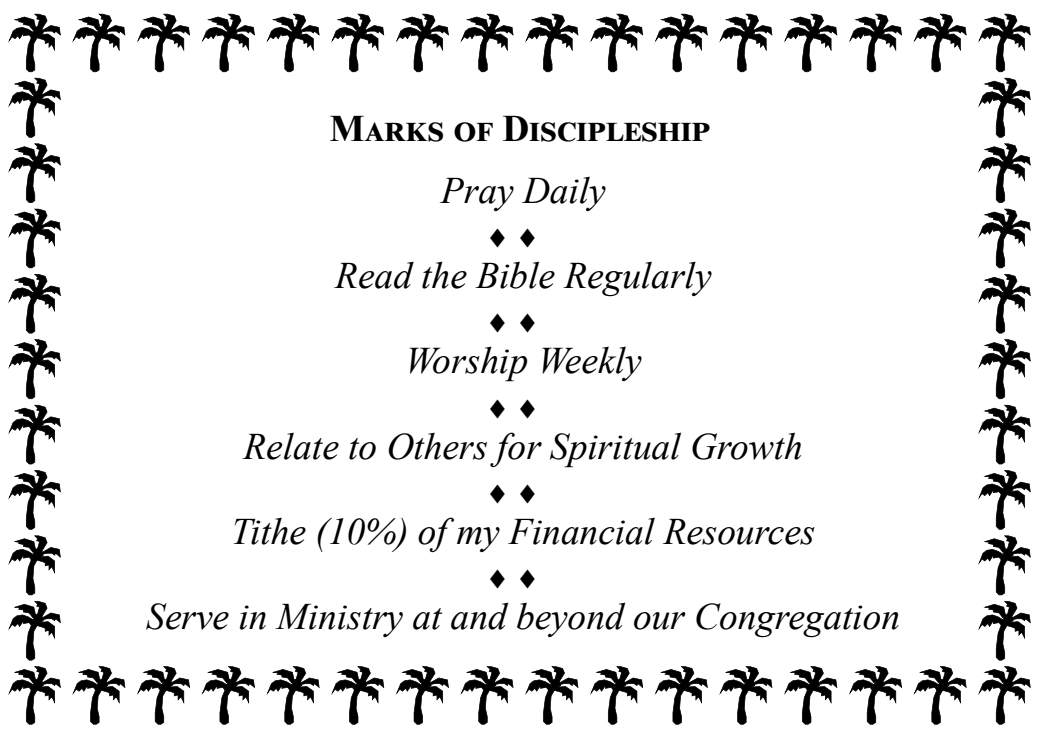 MARKS OF DISCIPLESHIP
Pray Daily
♦ ♦
Read the Bible Regularly
♦ ♦
Worship Weekly
♦ ♦
Relate to Others for Spiritual Growth
♦ ♦
Tithe (10%) of my Financial Resources
♦ ♦
Serve in Ministry at and beyond our Congregation